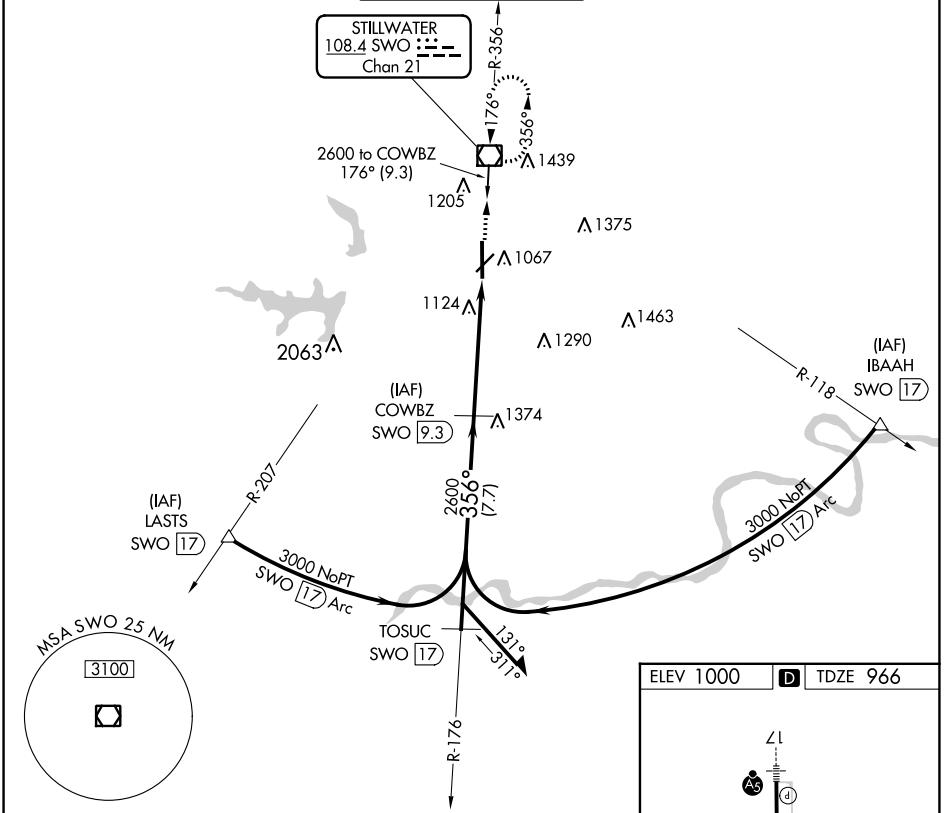 STILLWATER
108.4 SWO
Chan 21
R-356
176°
356°
2600 to COWBZ
176° (9.3)
1439
1205
1375
1067
1124
1463
1290
2063
(IAF)
IBAAH
SWO 17
R-118
(IAF)
COWBZ
SWO 9.3
1374
R-207
2600
356°
(7.7)
(IAF)
LASTS
SWO 17
3000 NoPT
SWO 17 Arc
3000 NoPT
SWO 17 Arc
TOSUC
SWO 17
131°
311°
R-176
MSA SWO 25 NM
3100
ELEV 1000 D TDZE 966
17
A5
P